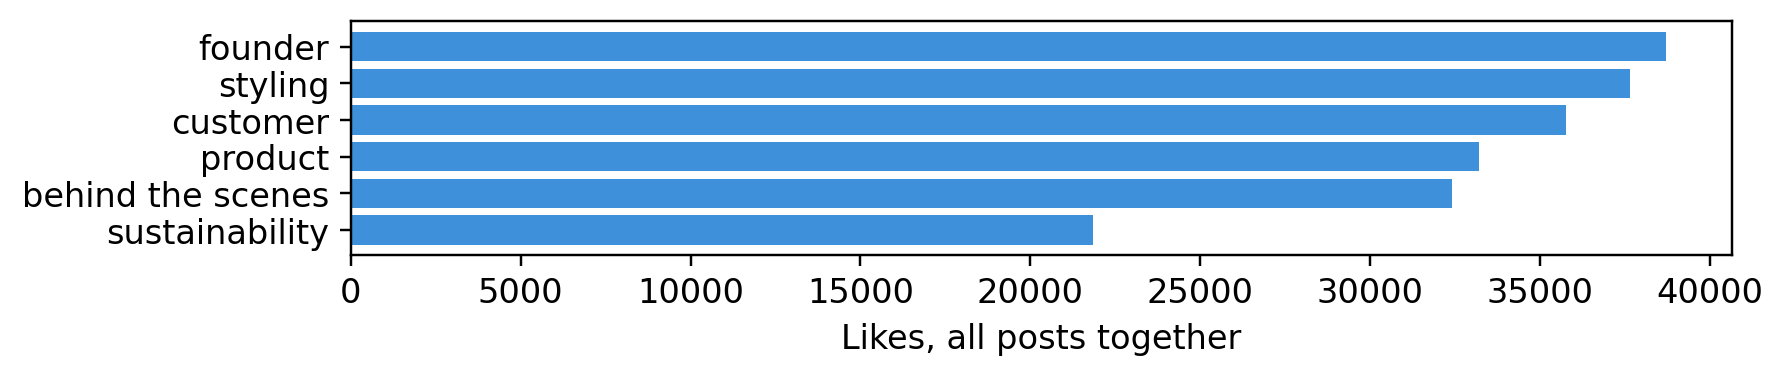 founder
styling
customer
product
behind the scenes
sustainability
0 5000 10000 15000 20000 25000 30000 35000 40000
Likes, all posts together